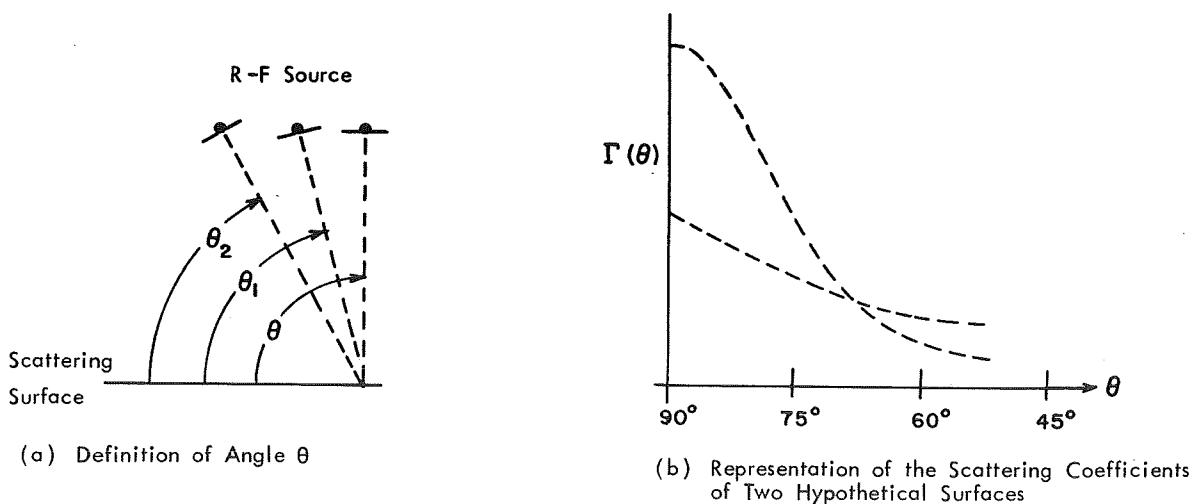 R-F Source
θ₂
θ₁
θ
Scattering
Surface
(a) Definition of Angle θ
Γ(θ)
θ
90° 75° 60° 45°
(b) Representation of the Scattering Coefficients
of Two Hypothetical Surfaces